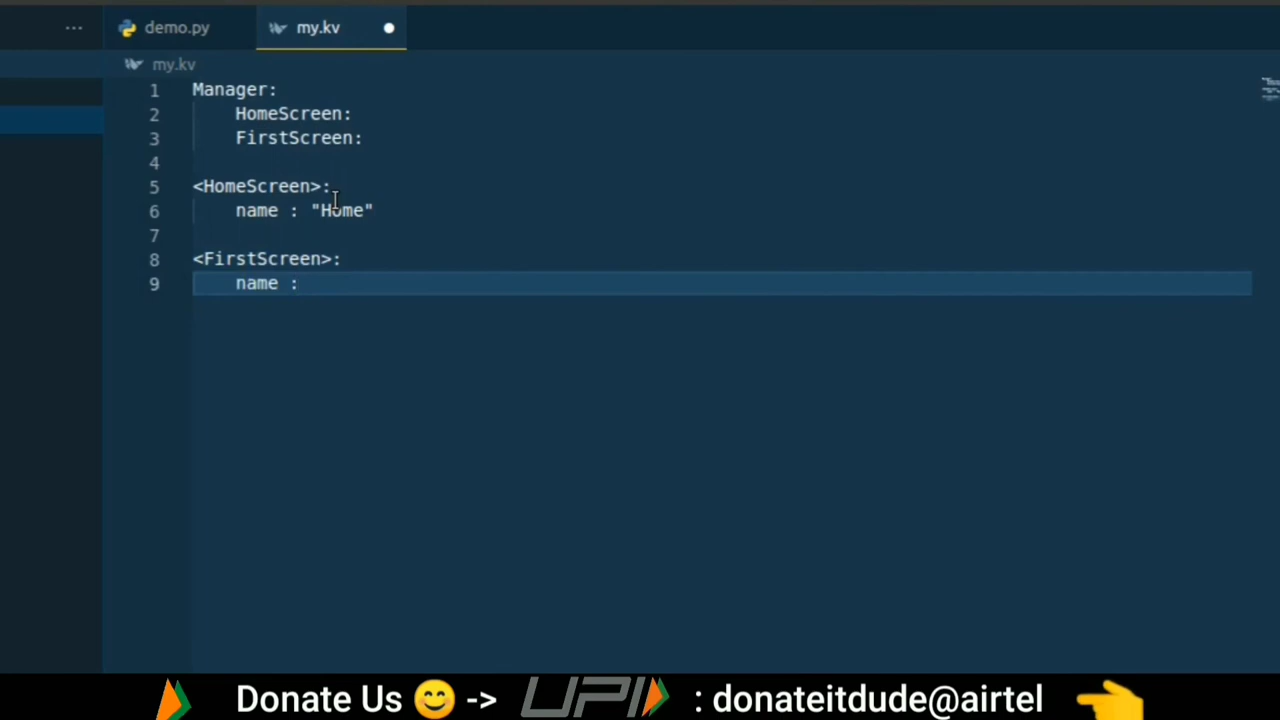 ... demo.py my.kv
my.kv
1 Manager:
2 HomeScreen:
3 FirstScreen:
4
5 <HomeScreen>:
6 name : "Home"
7
8 <FirstScreen>:
9 name :
Donate Us 😊 -> UPI : donateitdude@airtel 👈